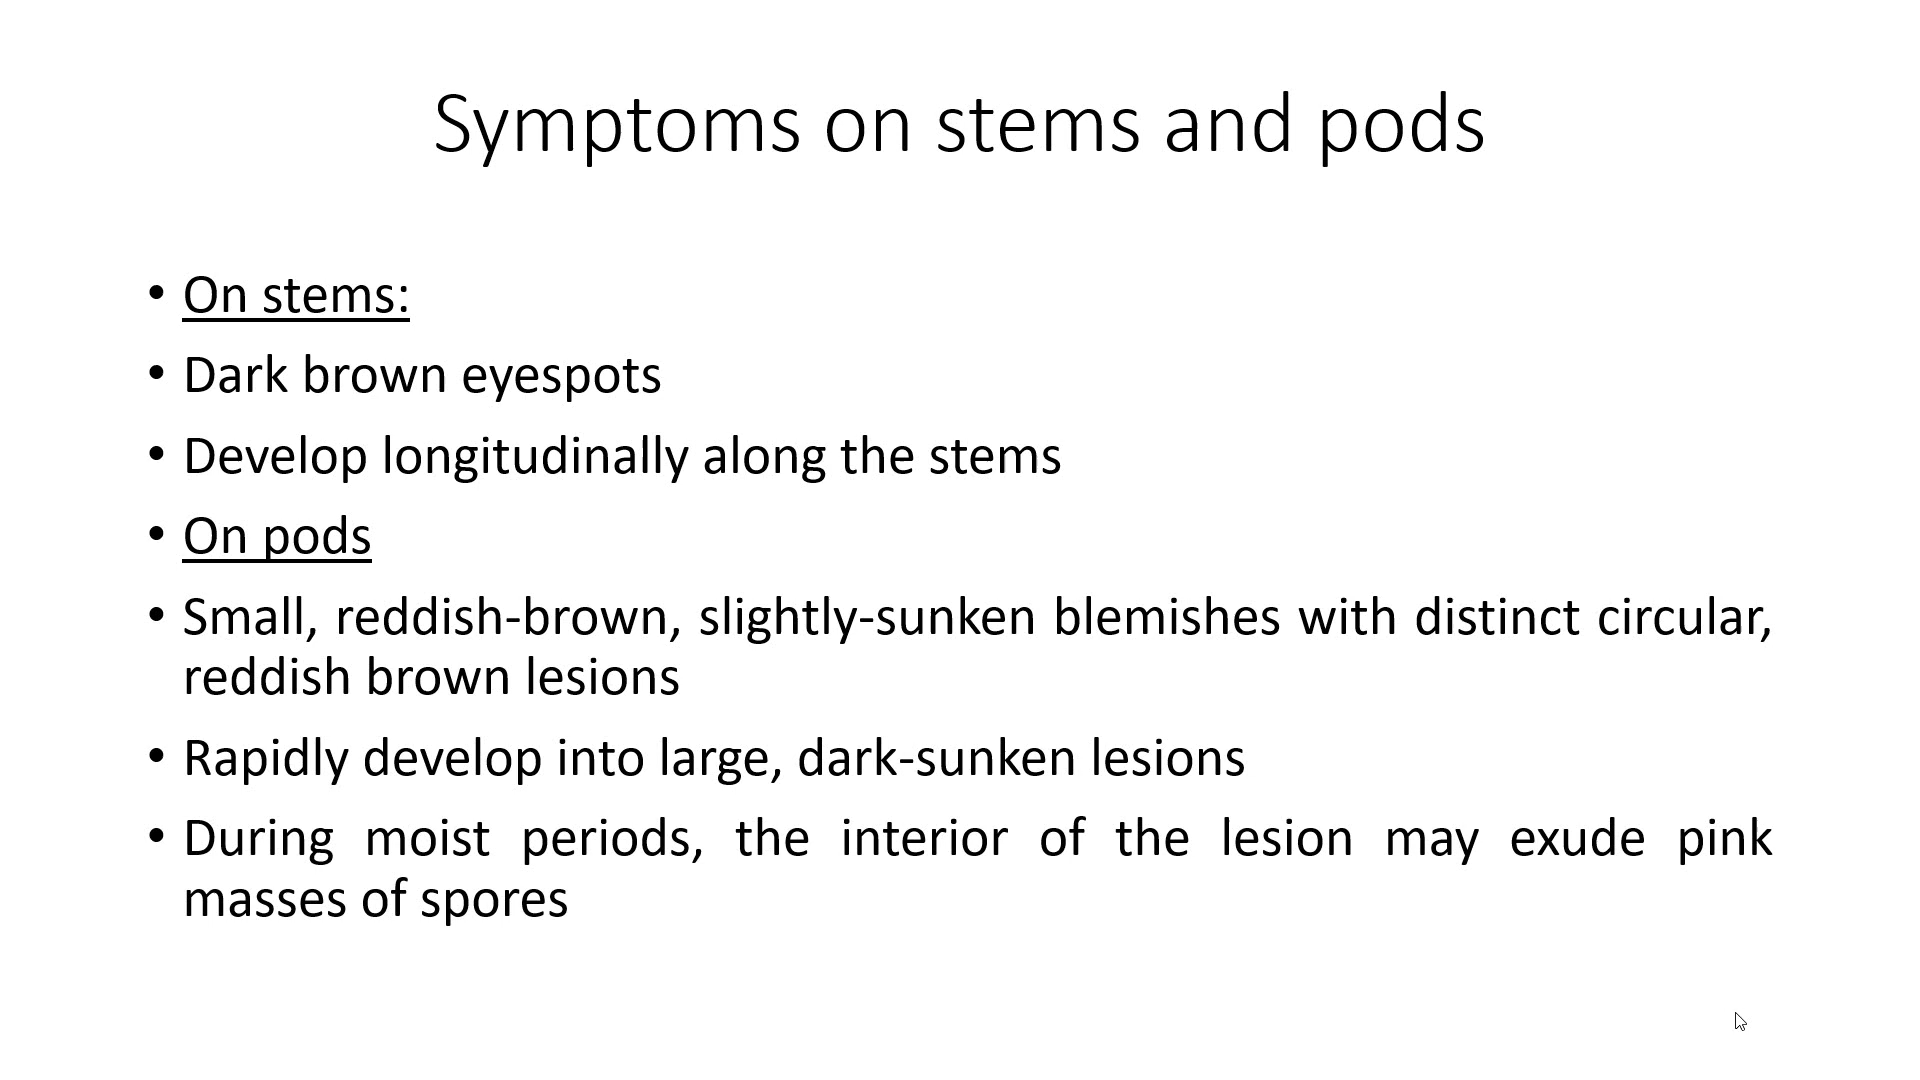 Symptoms on stems and pods
• On stems:
• Dark brown eyespots
• Develop longitudinally along the stems
• On pods
• Small, reddish-brown, slightly-sunken blemishes with distinct circular,
reddish brown lesions
• Rapidly develop into large, dark-sunken lesions
• During moist periods, the interior of the lesion may exude pink
masses of spores